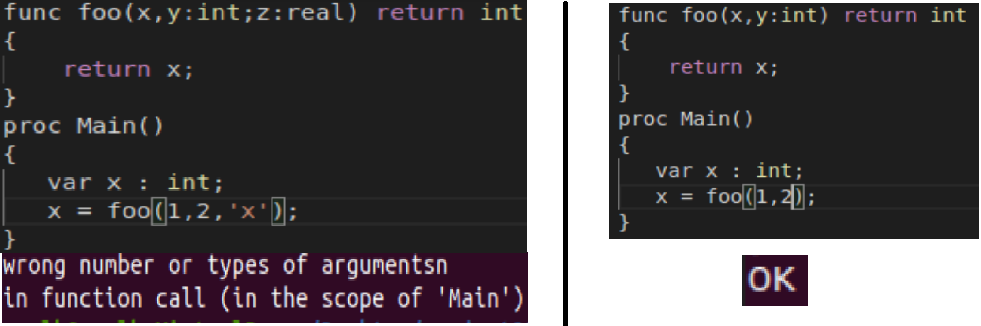 func foo(x,y:int;z:real) return int
{
return x;
}
proc Main()
{
var x : int;
x = foo(1,2,'x');
}
wrong number or types of argumentsn
in function call (in the scope of 'Main')
func foo(x,y:int) return int
{
return x;
}
proc Main()
{
var x : int;
x = foo(1,2);
}
OK